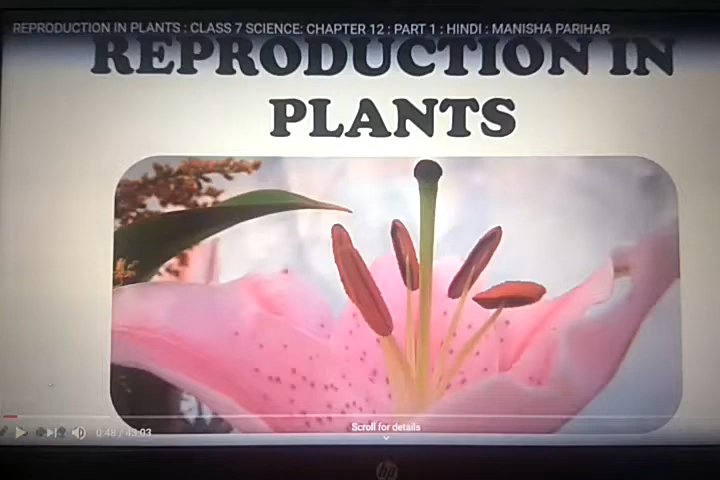 REPRODUCTION IN PLANTS : CLASS 7 SCIENCE: CHAPTER 12 : PART 1 : HINDI : MANISHA PARIHAR
REPRODUCTION IN
PLANTS
0:48 / 43:03
Scroll for details
hp